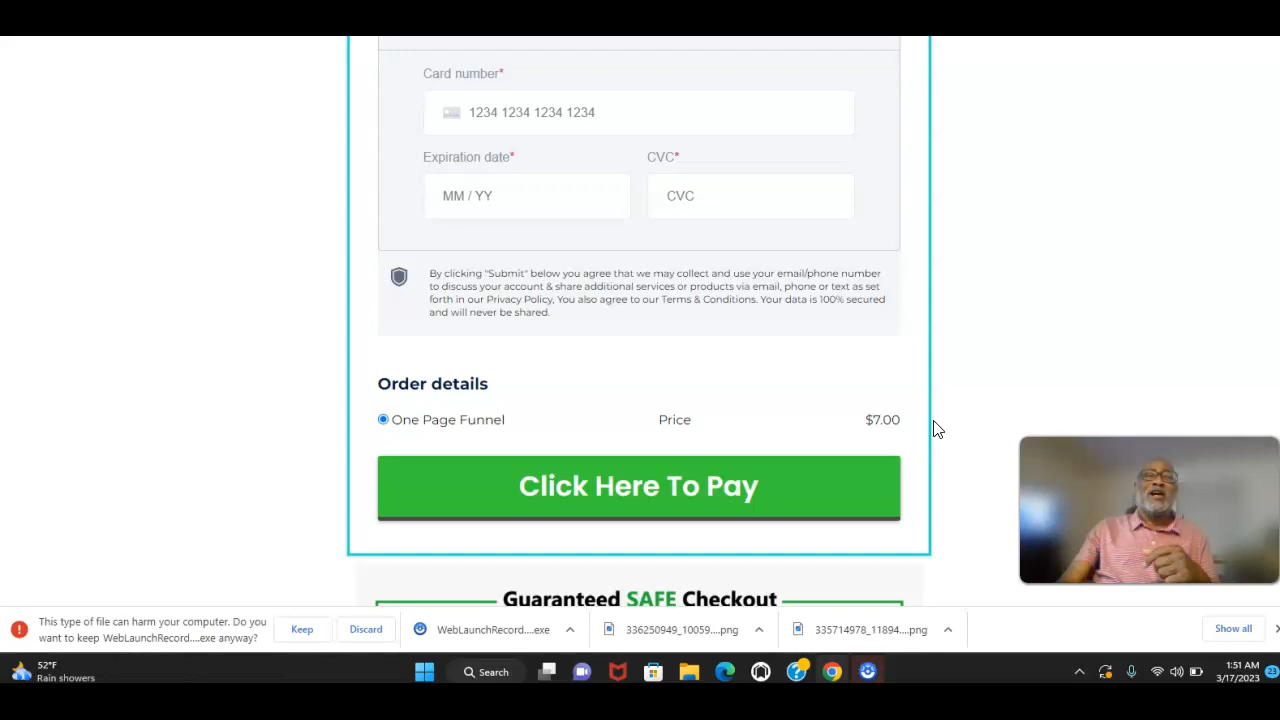 Card number*
1234 1234 1234 1234
Expiration date* CVC*
MM / YY CVC
By clicking "Submit" below you agree that we may collect and use your email/phone number
to discuss your account & share additional services or products via email, phone or text as set
forth in our Privacy Policy, You also agree to our Terms & Conditions. Your data is 100% secured
and will never be shared.
Order details
One Page Funnel Price $7.00
Click Here To Pay
Guaranteed SAFE Checkout
This type of file can harm your computer. Do you
want to keep WebLaunchRecord....exe anyway?
Keep
Discard
WebLaunchRecord....exe
336250949_10059....png
335714978_11894....png
Show all
52°F
Rain showers
Search
1:51 AM
3/17/2023
23